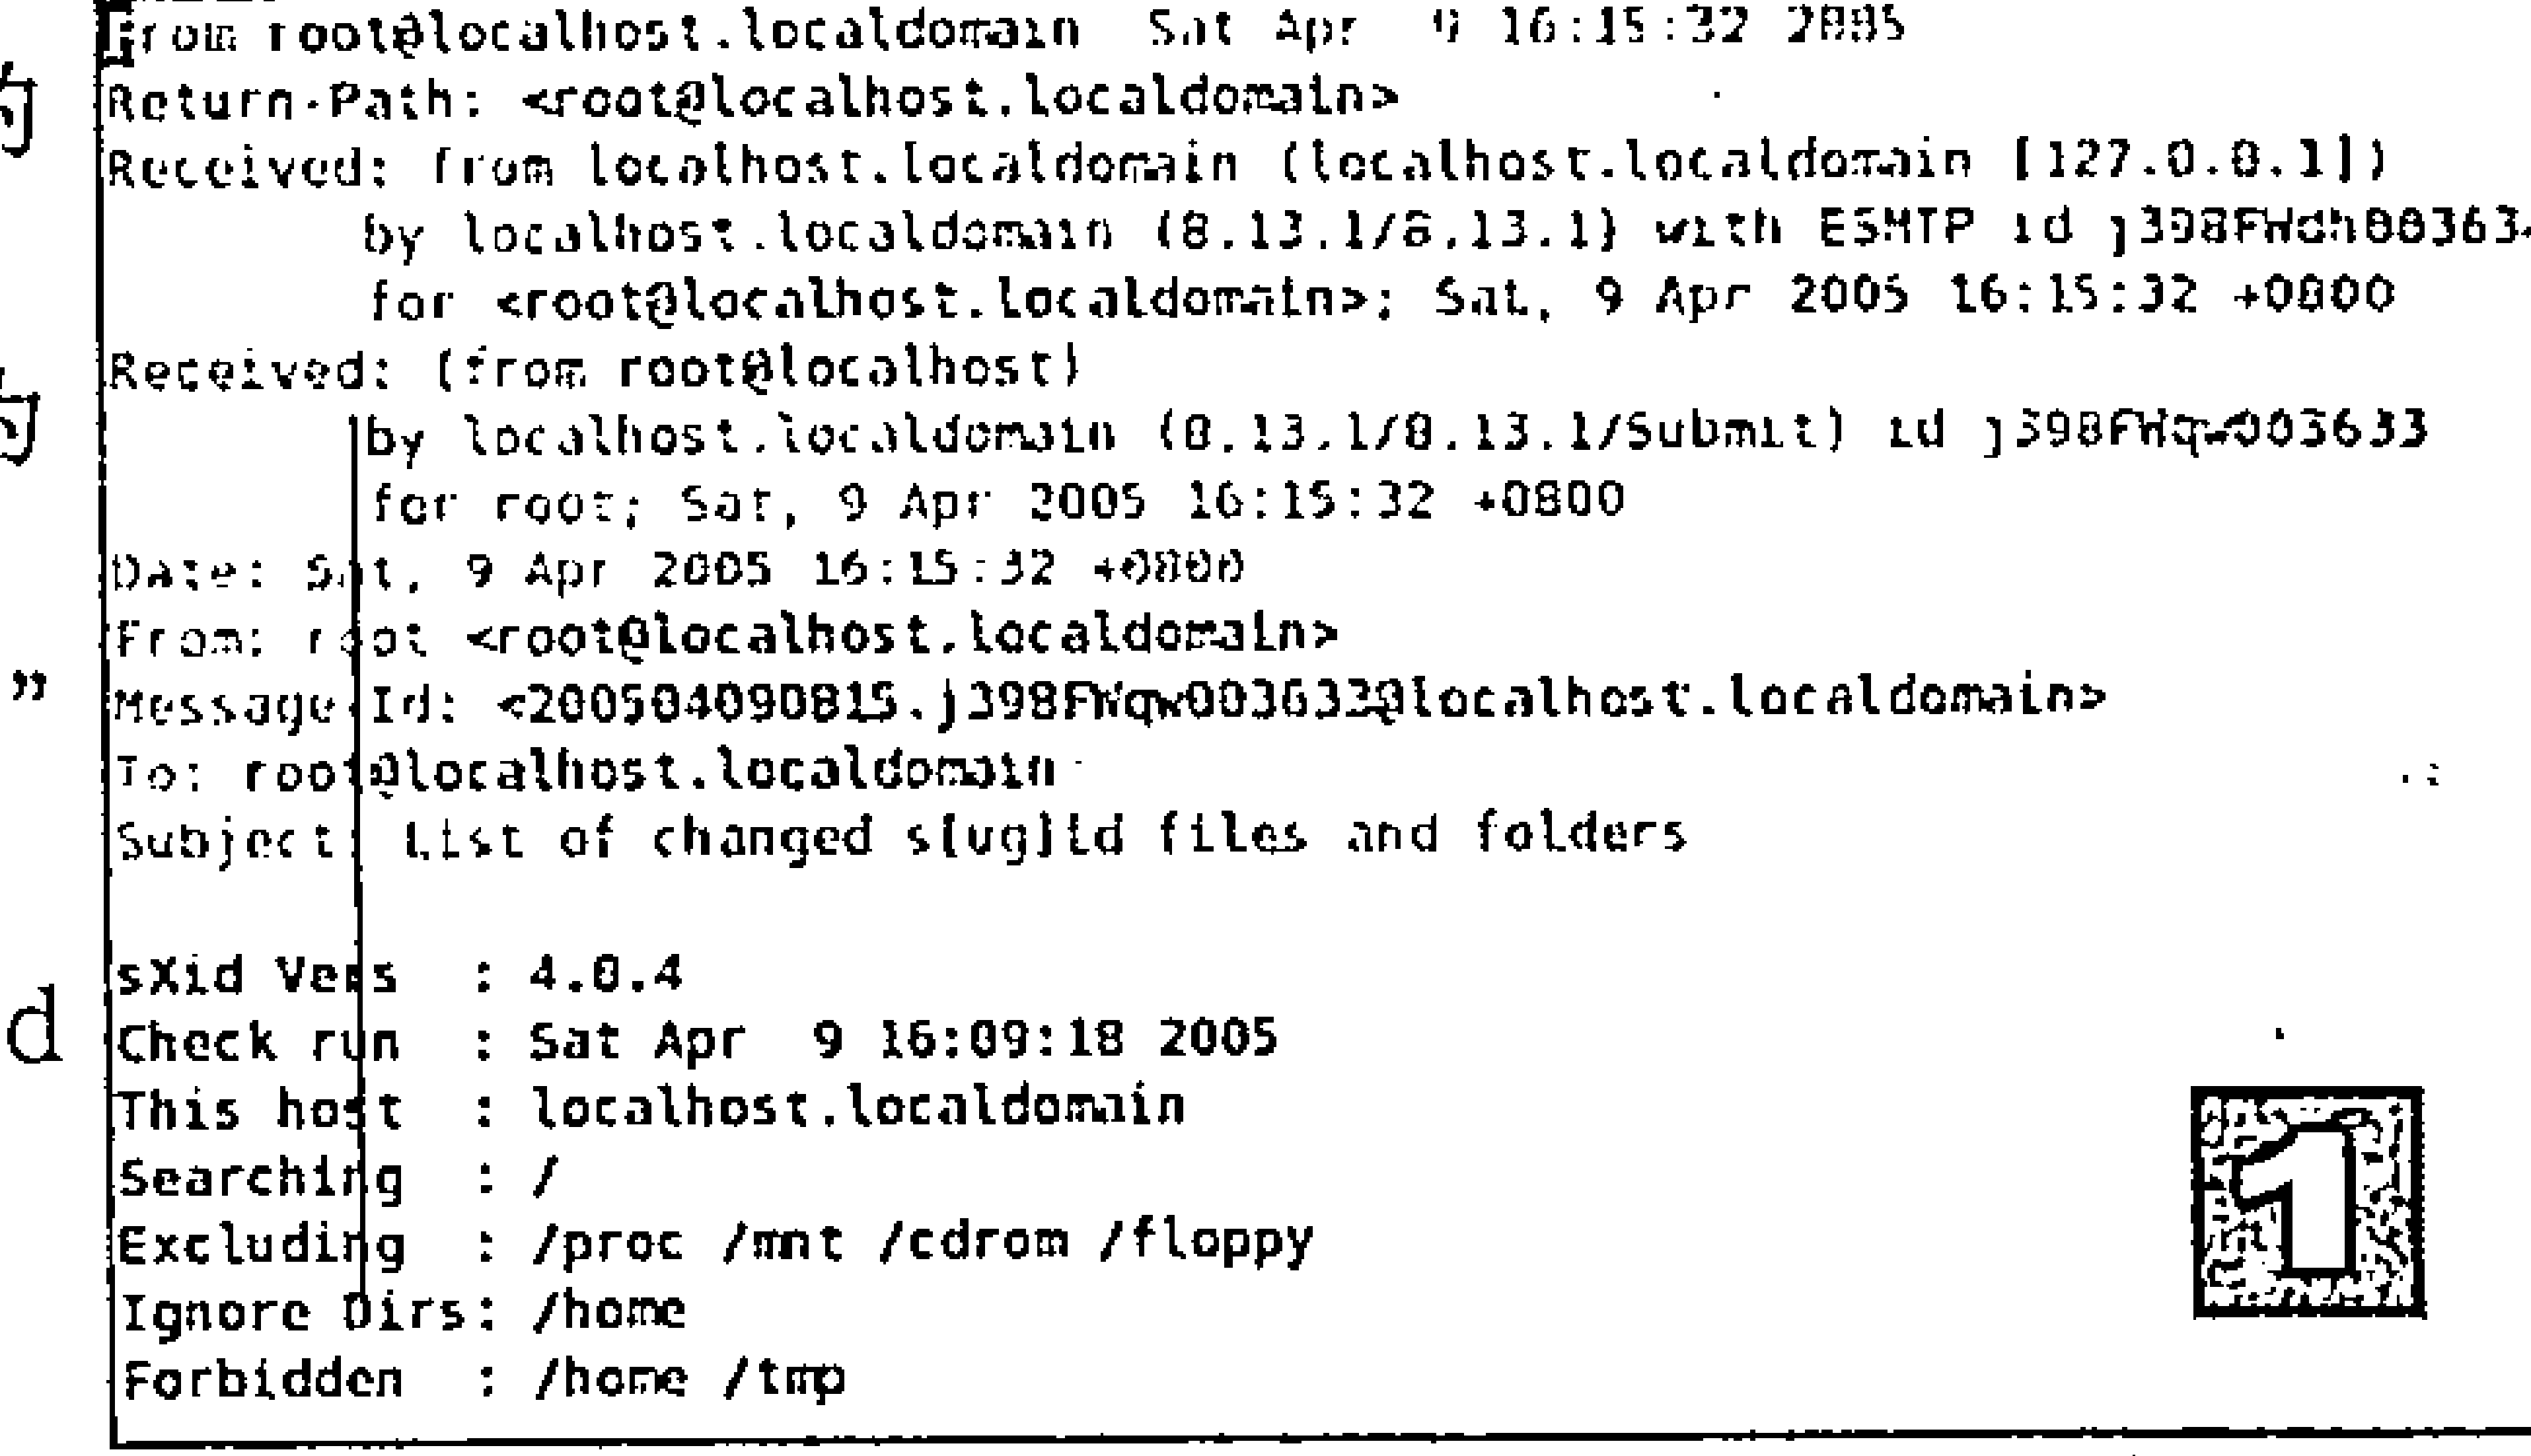 From root@localhost.localdomain  Sat Apr  9 16:15:32 2005
的
Return-Path: <root@localhost.localdomain>
Received: from localhost.localdomain (localhost.localdomain [127.0.0.1])
by localhost.localdomain (8.13.1/8.13.1) with ESMTP id
for <root@localhost.localdomain>; Sat, 9 Apr 2005 16:15:32 +0800
Received: (from root@localhost)
的
by localhost.localdomain (8.13.1/8.13.1/Submit) id j398FWqw003633
for root; Sat, 9 Apr 2005 16:15:32 +0800
Date: Sat, 9 Apr 2005 16:15:32 +0800
From: root <root@localhost.localdomain>
” Message-Id: <200504090815.j398FWqw003633@localhost.localdomain>
To: root@localhost.localdomain
Subject: List of changed s[ug]id files and folders
sXid Vers  : 4.0.4
d
Check run  : Sat Apr  9 16:09:18 2005
This host  : localhost.localdomain
Searching  : /
Excluding  : /proc /mnt /cdrom /floppy
Ignore Dirs: /home
Forbidden  : /home /tmp
1